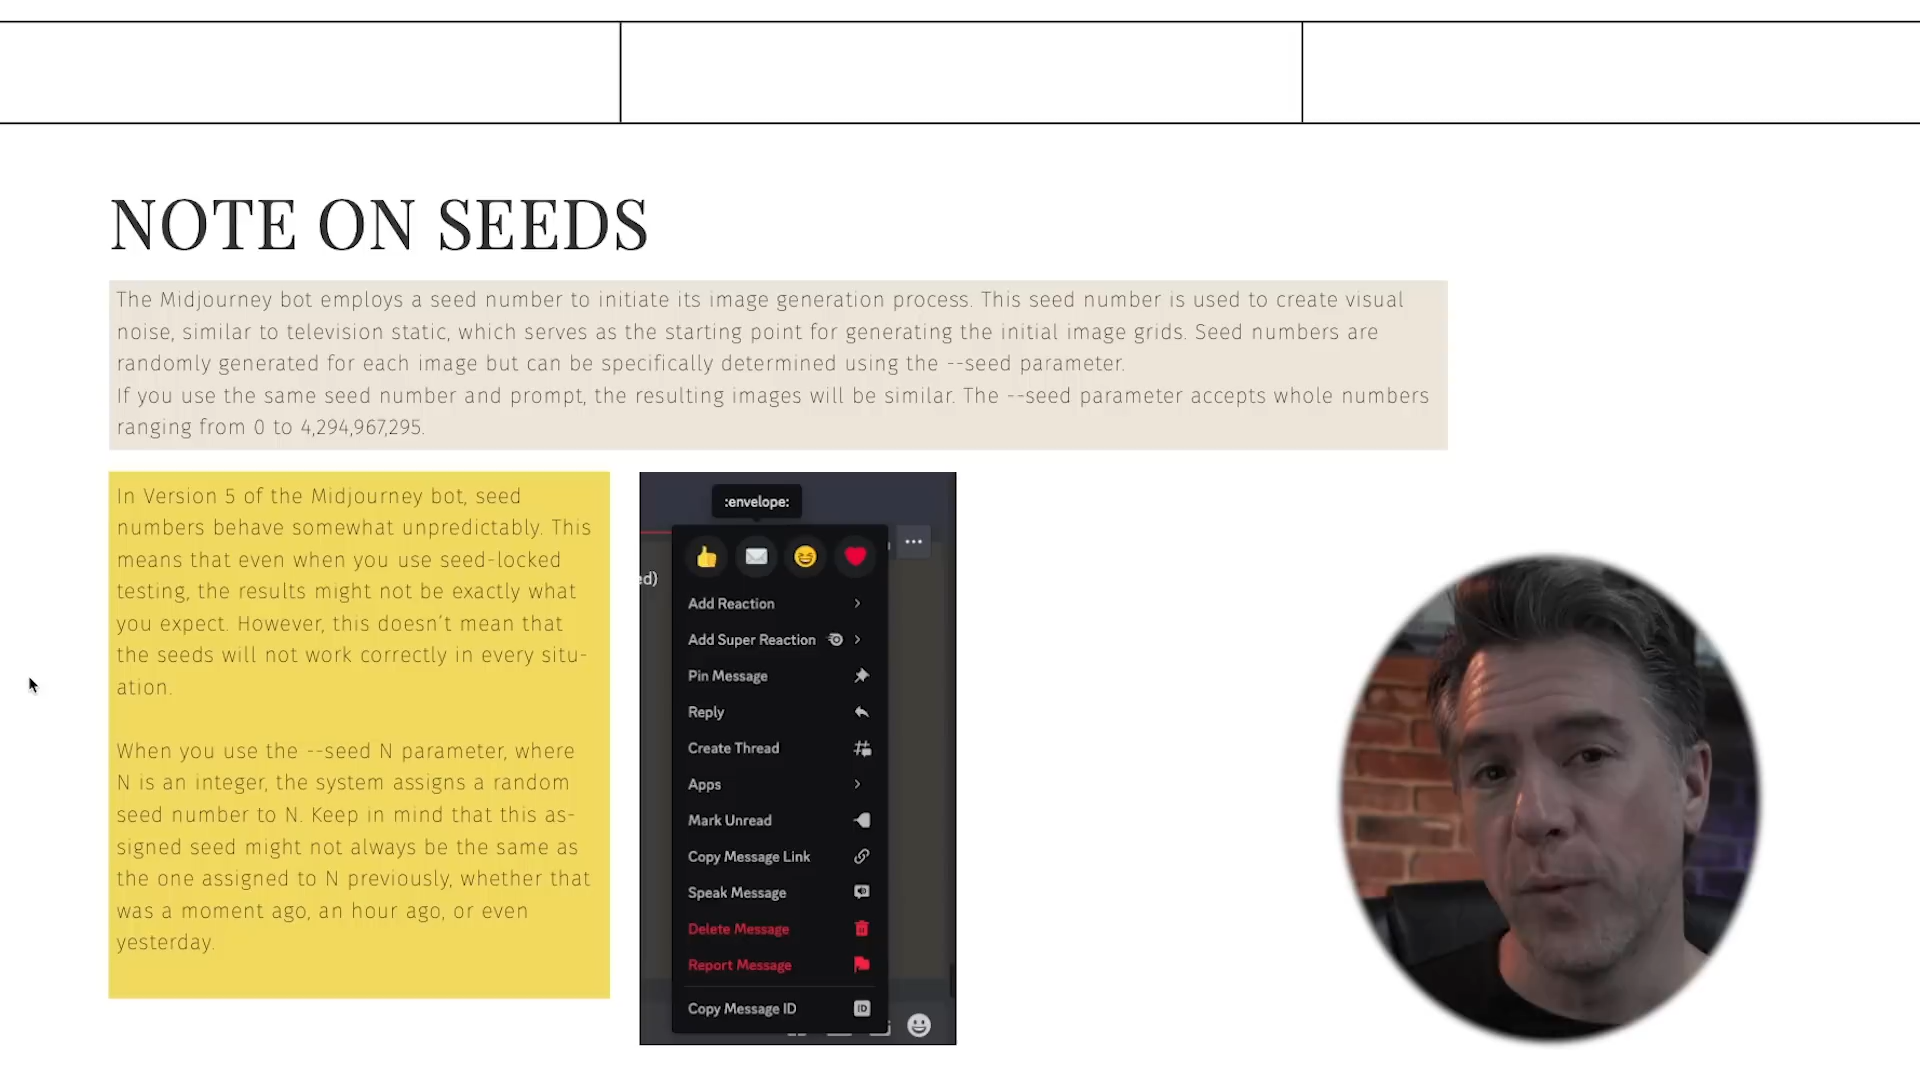 NOTE ON SEEDS
The Midjourney bot employs a seed number to initiate its image generation process. This seed number is used to create visual
noise, similar to television static, which serves as the starting point for generating the initial image grids. Seed numbers are
randomly generated for each image but can be specifically determined using the --seed parameter.
If you use the same seed number and prompt, the resulting images will be similar. The --seed parameter accepts whole numbers
ranging from 0 to 4,294,967,295.
In Version 5 of the Midjourney bot, seed
numbers behave somewhat unpredictably. This
means that even when you use seed-locked
testing, the results might not be exactly what
you expect. However, this doesn't mean that
the seeds will not work correctly in every situ-
ation.
When you use the --seed N parameter, where
N is an integer, the system assigns a random
seed number to N. Keep in mind that this as-
signed seed might not always be the same as
the one assigned to N previously, whether that
was a moment ago, an hour ago, or even
yesterday.
:envelope:
ed)
Add Reaction
Add Super Reaction
Pin Message
Reply
Create Thread
Apps
Mark Unread
Copy Message Link
Speak Message
Delete Message
Report Message
Copy Message ID
ID